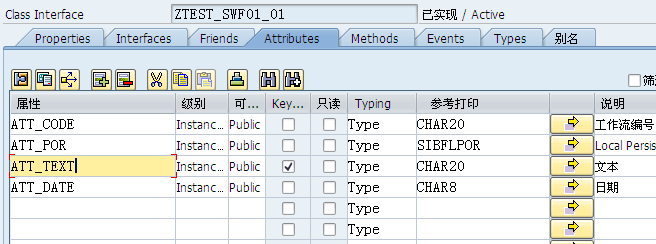 Class Interface ZTEST_SWF01_01 已实现 / Active
Properties Interfaces Friends Attributes Methods Events Types 别名
属性 级别 可... Key... 只读 Typing 参考打印 说明
ATT_CODE Instanc... Public Type CHAR20 工作流编号
ATT_POR Instanc... Public Type SIBFLPOR Local Persis
ATT_TEXT Instanc... Public Type CHAR20 文本
ATT_DATE Instanc... Public Type CHAR8 日期
Type
Type